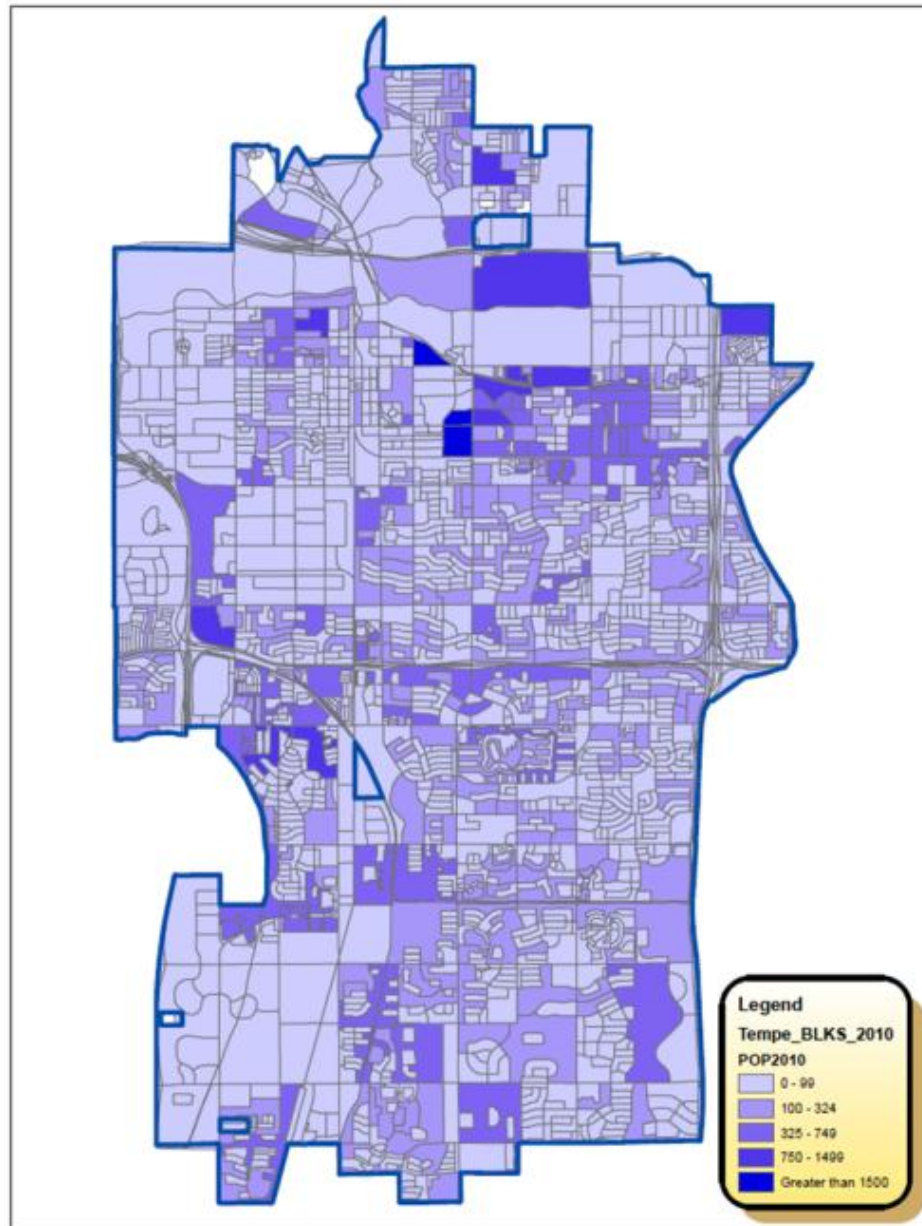 Legend
Tempe_BLKS_2010
POP2010
0 - 99
100 - 324
325 - 749
750 - 1499
Greater than 1500